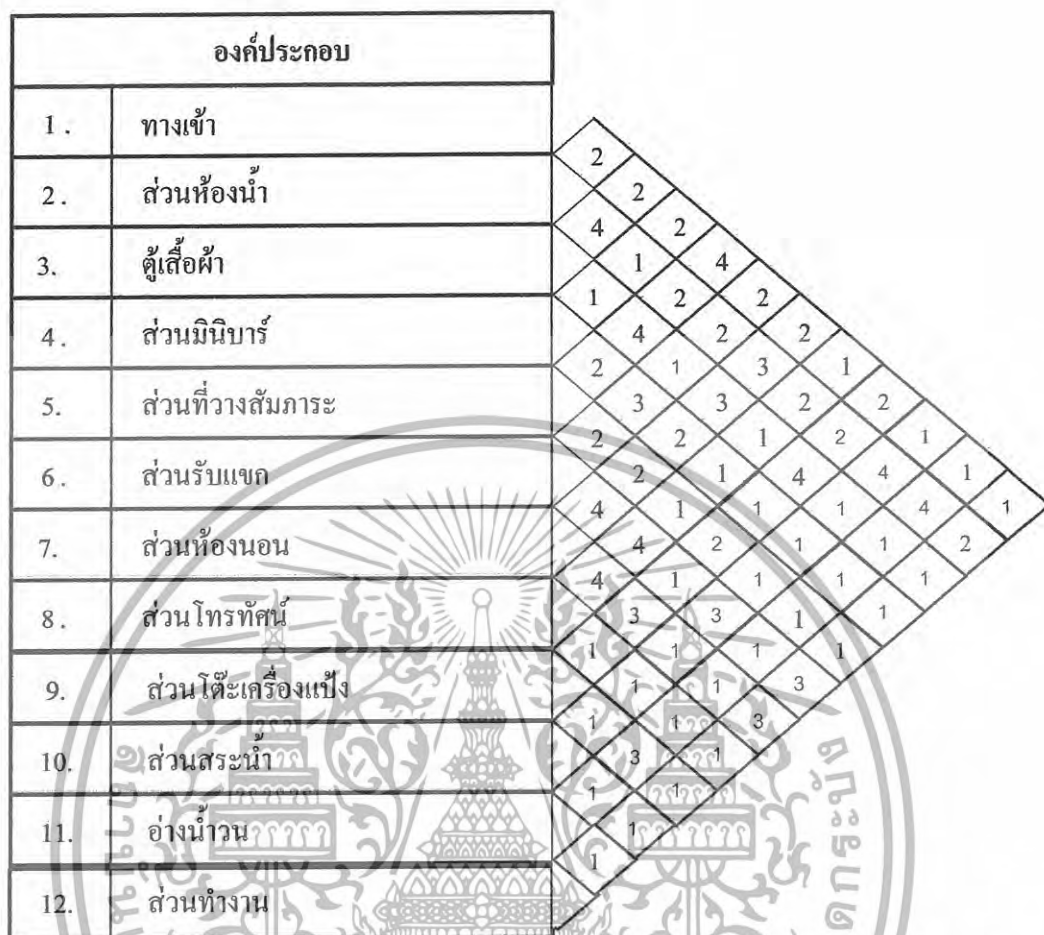 องค์ประกอบ
1. ทางเข้า
2. ส่วนห้องน้ำ
3. ตู้เสื้อผ้า
4. ส่วนมินิบาร์
5. ส่วนที่วางสัมภาระ
6. ส่วนรับแขก
7. ส่วนห้องนอน
8. ส่วนโทรทัศน์
9. ส่วนโต๊ะเครื่องแป้ง
10. ส่วนสระน้ำ
11. อ่างน้ำวน
12. ส่วนทำงาน
2 2 2 4 2 2 1 2 1 1 1
4 1 2 2 3 2 2 4 4 2
1 4 1 3 1 4 1 1 1
2 3 2 1 1 1 1 1
2 2 1 2 1 1 1
4 4 1 3 1 3
4 3 1 1 3
1 1 1 1
1 3 1
1 1
1